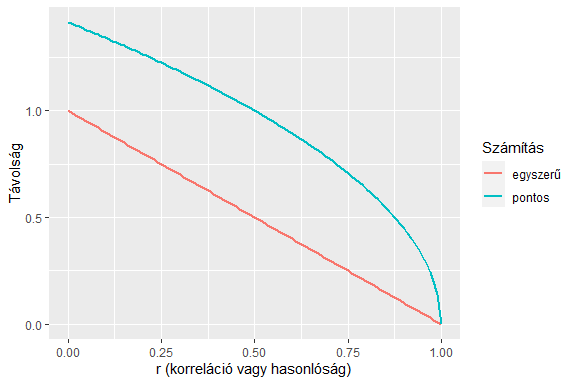 Távolság
1.0
0.5
0.0
0.00 0.25 0.50 0.75 1.00
r (korreláció vagy hasonlóság)
Számítás
egyszerű
pontos